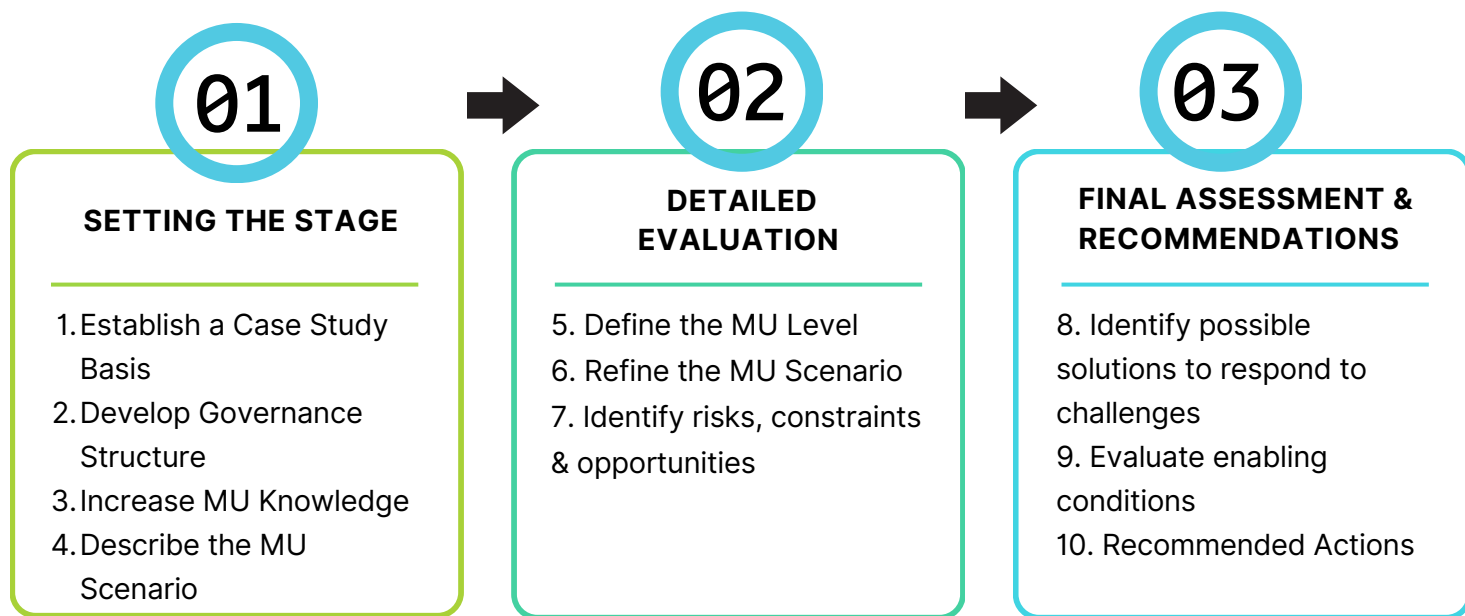 01
SETTING THE STAGE
1. Establish a Case Study
Basis
2. Develop Governance
Structure
3. Increase MU Knowledge
4. Describe the MU
Scenario
02
DETAILED
EVALUATION
5. Define the MU Level
6. Refine the MU Scenario
7. Identify risks, constraints
& opportunities
03
FINAL ASSESSMENT &
RECOMMENDATIONS
8. Identify possible
solutions to respond to
challenges
9. Evaluate enabling
conditions
10. Recommended Actions